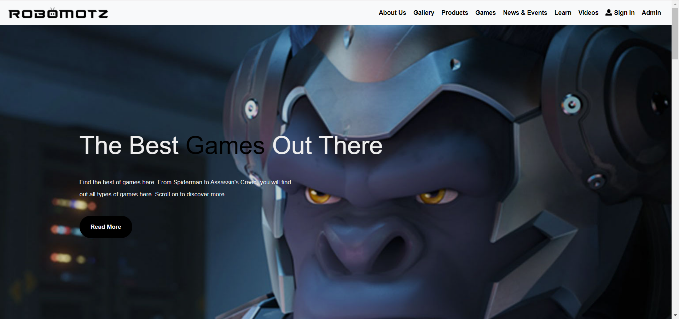 ROBOMOTZ
About Us Gallery Products Games News & Events Learn Videos Sign In Admin
The Best Games Out There
Find the best of games here. From Spiderman to Assassin's Creed, you will find
out all types of games here. Scroll on to discover more.
Read More